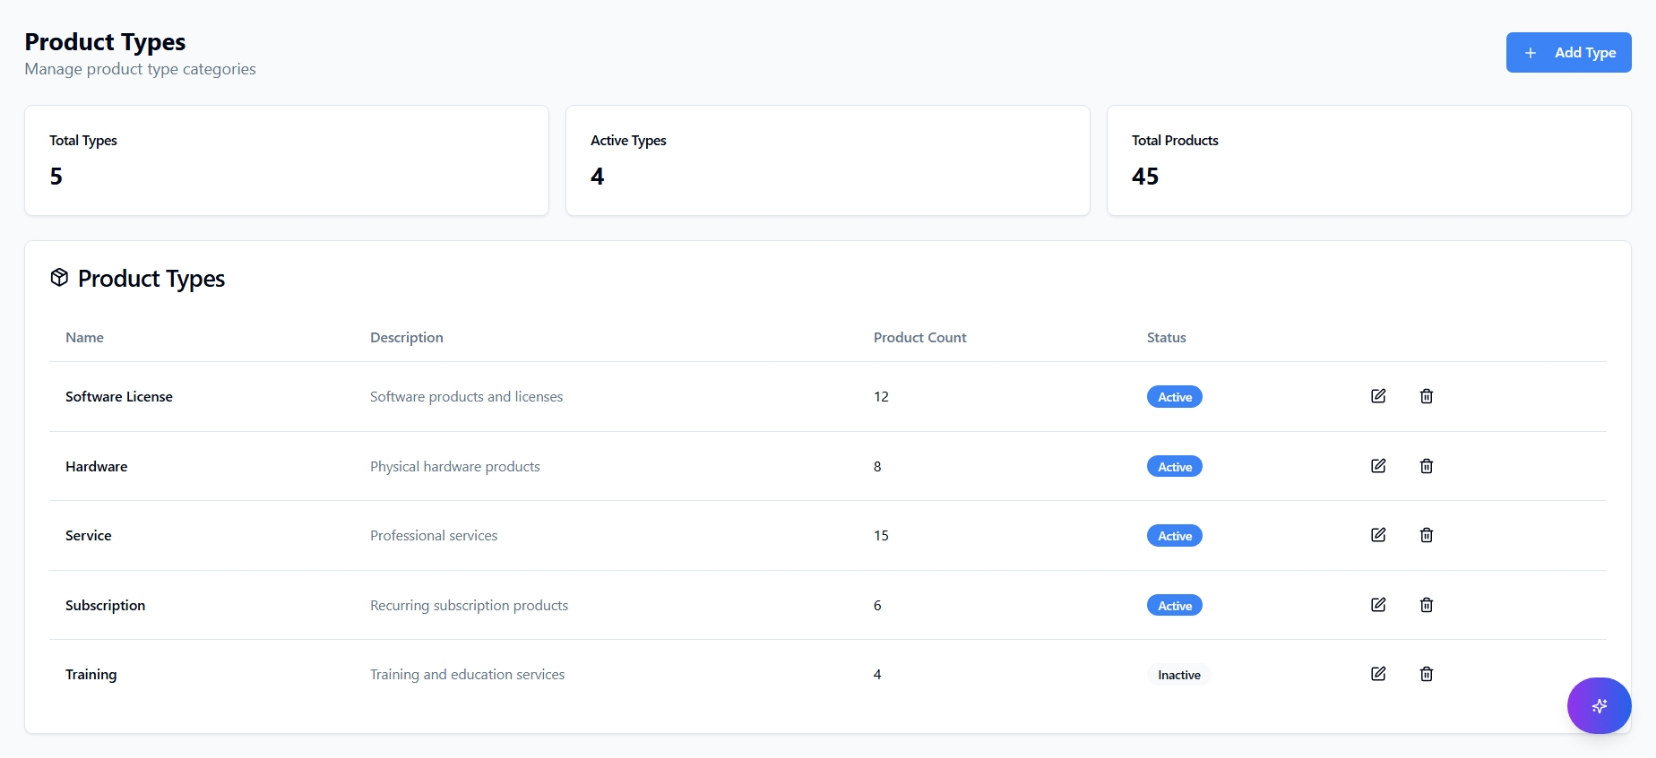 Product Types
Manage product type categories
Add Type
Total Types
5
Active Types
4
Total Products
45
Product Types
Name Description Product Count Status
Software License Software products and licenses 12 Active
Hardware Physical hardware products 8 Active
Service Professional services 15 Active
Subscription Recurring subscription products 6 Active
Training Training and education services 4 Inactive